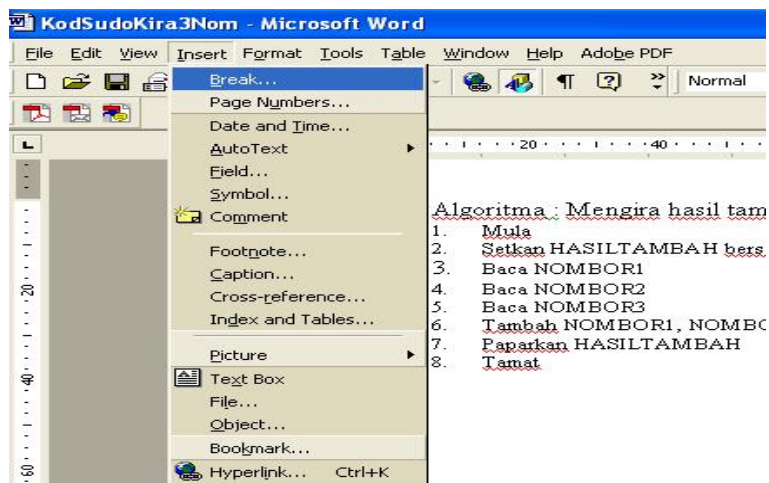 KodSudoKira3Nom - Microsoft Word
File Edit View Insert Format Tools Table Window Help Adobe PDF
Normal
Break...
Page Numbers...
Date and Time...
AutoText
Field...
Symbol...
Comment
Footnote...
Caption...
Cross-reference...
Index and Tables...
Picture
Text Box
File...
Object...
Bookmark...
Hyperlink... Ctrl+K
20 40
20
40
60
Algoritma : Mengira hasil tam
1. Mula
2. Setkan HASILTAMBAH bers
3. Baca NOMBOR1
4. Baca NOMBOR2
5. Baca NOMBOR3
6. Tambah NOMBOR1, NOMBO
7. Paparkan HASILTAMBAH
8. Tamat